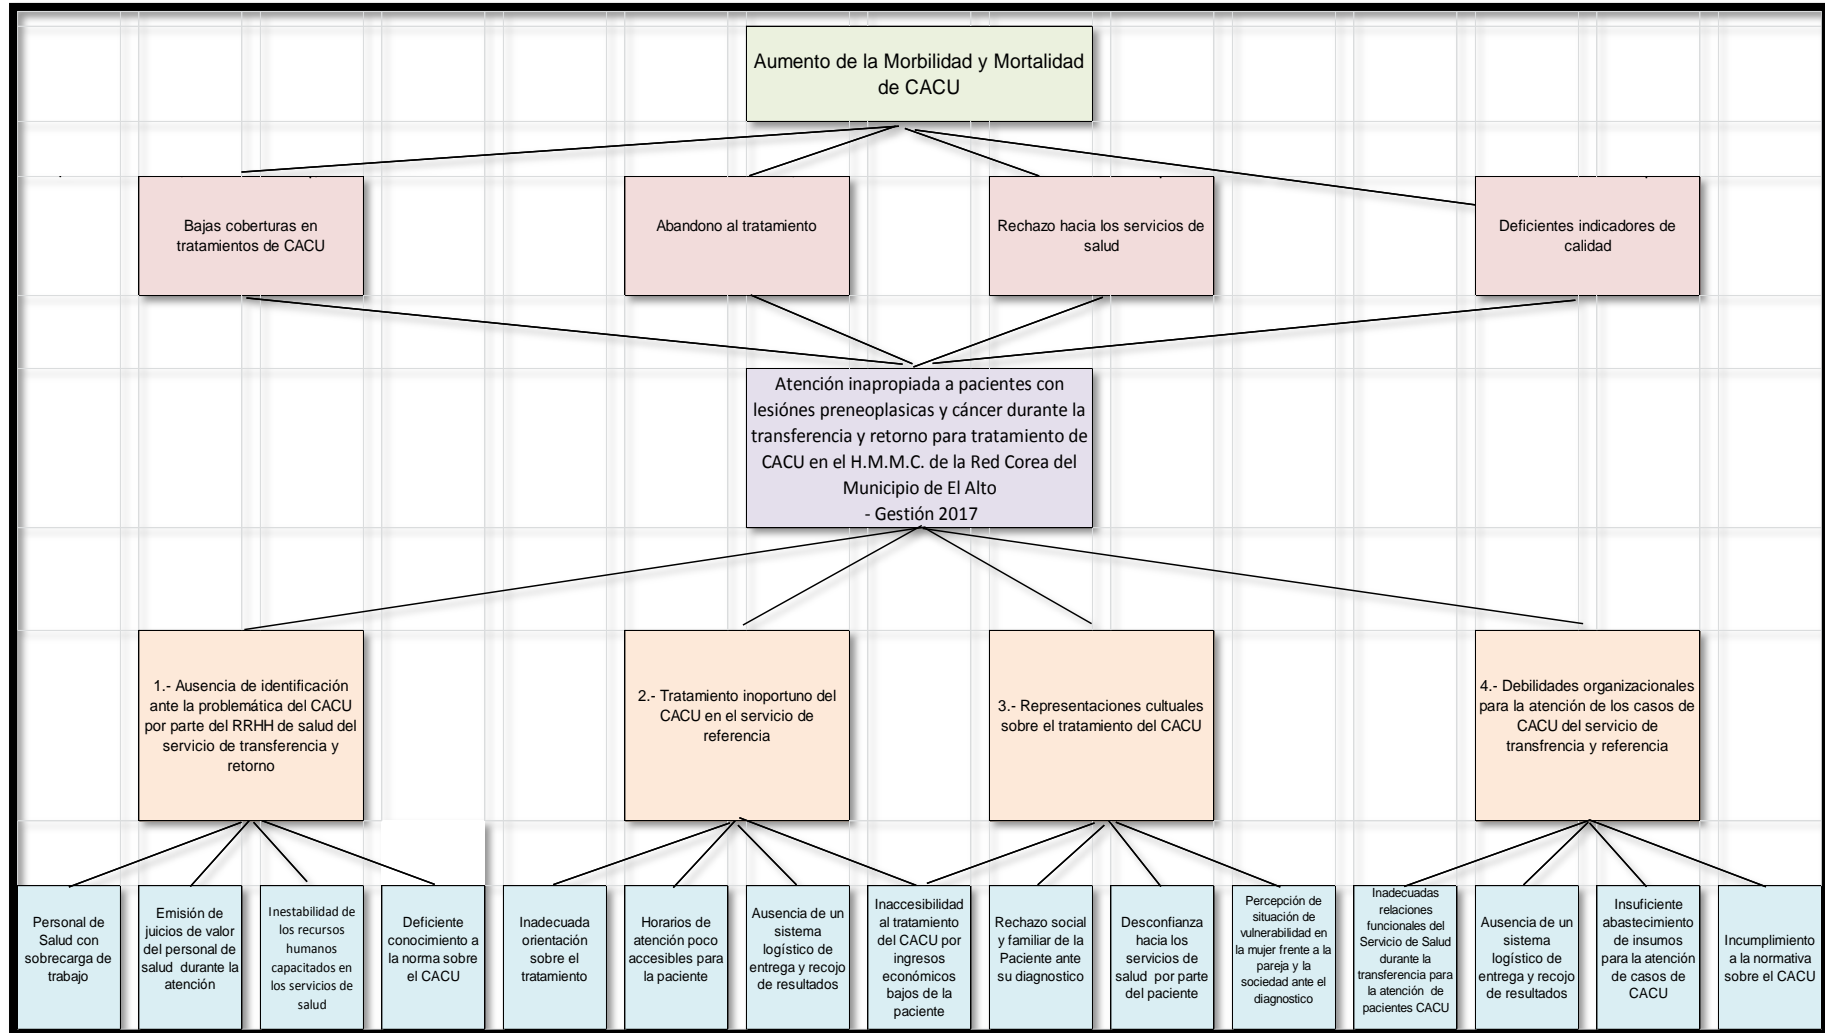 Aumento de la Morbilidad y Mortalidad
de CACU
Bajas coberturas en
tratamientos de CACU
Abandono al tratamiento
Rechazo hacia los servicios de
salud
Deficientes indicadores de
calidad
Atención inapropiada a pacientes con
lesiónes preneoplasicas y cáncer durante la
transferencia y retorno para tratamiento de
CACU en el H.M.M.C. de la Red Corea del
Municipio de El Alto
- Gestión 2017
1.- Ausencia de identificación
ante la problemática del CACU
por parte del RRHH de salud del
servicio de transferencia y
retorno
2.- Tratamiento inoportuno del
CACU en el servicio de
referencia
3.- Representaciones cultuales
sobre el tratamiento del CACU
4.- Debilidades organizacionales
para la atención de los casos de
CACU del servicio de
transfrencia y referencia
Personal de
Salud con
sobrecarga de
trabajo
Emisión de
juicios de valor
del personal de
salud durante la
atención
Inestabilidad de
los recursos
humanos
capacitados en
los servicios de
salud
Deficiente
conocimiento a
la norma sobre
el CACU
Inadecuada
orientación
sobre el
tratamiento
Horarios de
atención poco
accesibles para
la paciente
Ausencia de un
sistema
logístico de
entrega y recojo
de resultados
Inaccesibilidad
al tratamiento
del CACU por
ingresos
económicos
bajos de la
paciente
Rechazo social
y familiar de la
Paciente ante
su diagnostico
Desconfianza
hacia los
servicios de
salud por parte
del paciente
Percepción de
situación de
vulnerabilidad en
la mujer frente a la
pareja y la
sociedad ante el
diagnostico
Inadecuadas
relaciones
funcionales del
Servicio de Salud
durante la
transferencia para
la atención de
pacientes CACU
Ausencia de un
sistema
logístico de
entrega y recojo
de resultados
Insuficiente
abastecimiento
de insumos
para la atención
de casos de
CACU
Incumplimiento
a la normativa
sobre el CACU